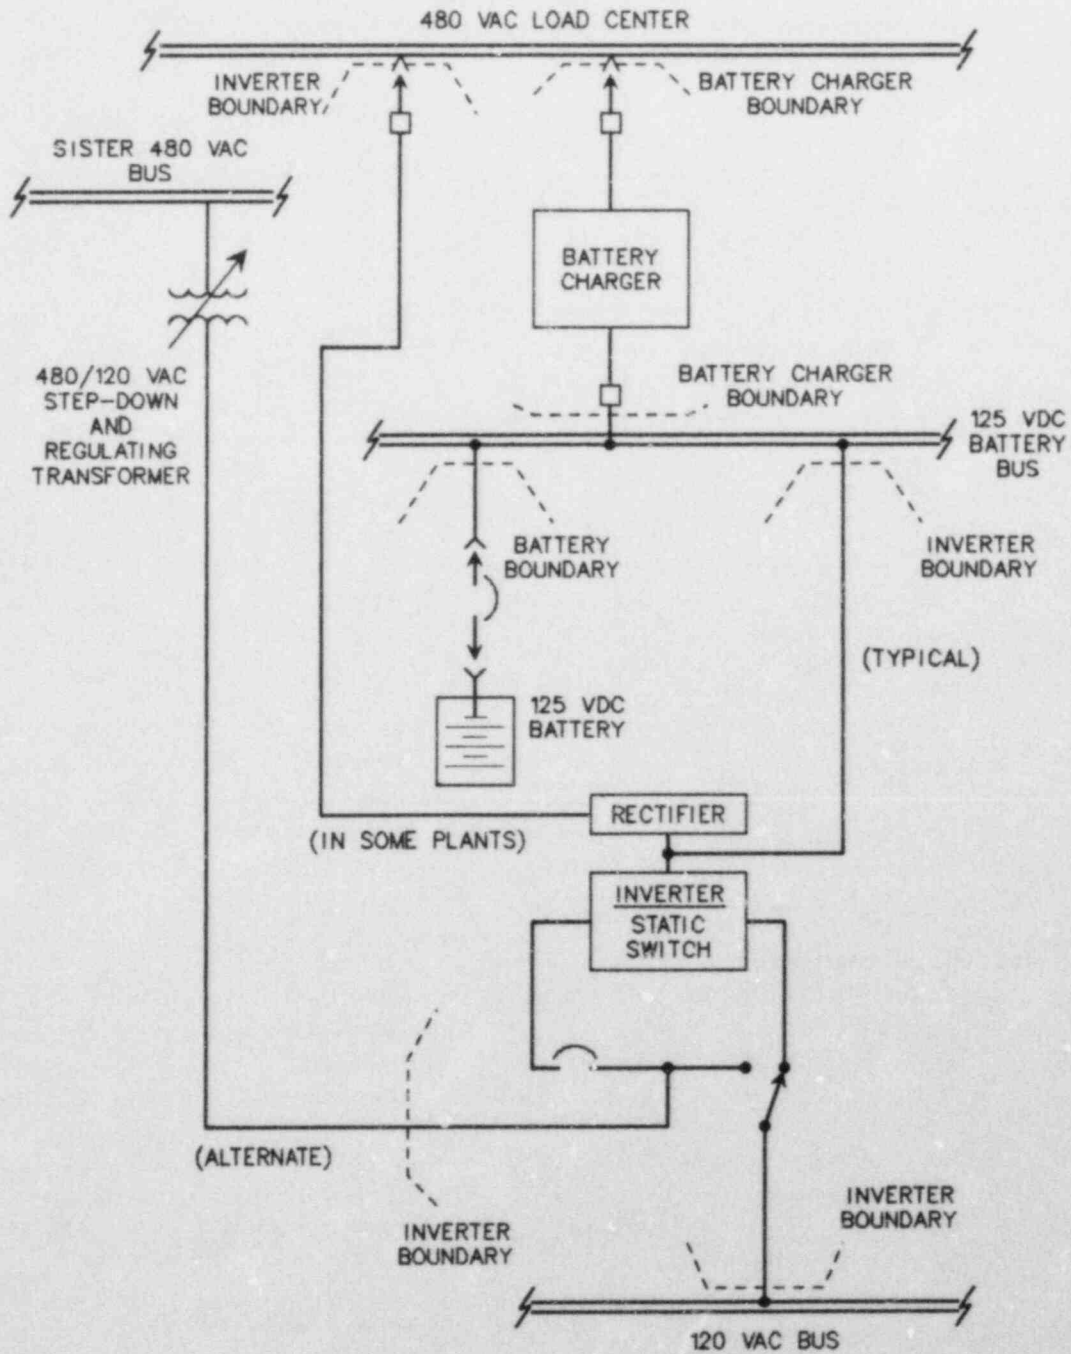 480 VAC LOAD CENTER
INVERTER
BOUNDARY
BATTERY CHARGER
BOUNDARY
SISTER 480 VAC
BUS
BATTERY
CHARGER
480/120 VAC
STEP-DOWN
AND
REGULATING
TRANSFORMER
BATTERY CHARGER
BOUNDARY
125 VDC
BATTERY
BUS
BATTERY
BOUNDARY
INVERTER
BOUNDARY
(TYPICAL)
125 VDC
BATTERY
RECTIFIER
(IN SOME PLANTS)
INVERTER
STATIC
SWITCH
(ALTERNATE)
INVERTER
BOUNDARY
INVERTER
BOUNDARY
120 VAC BUS